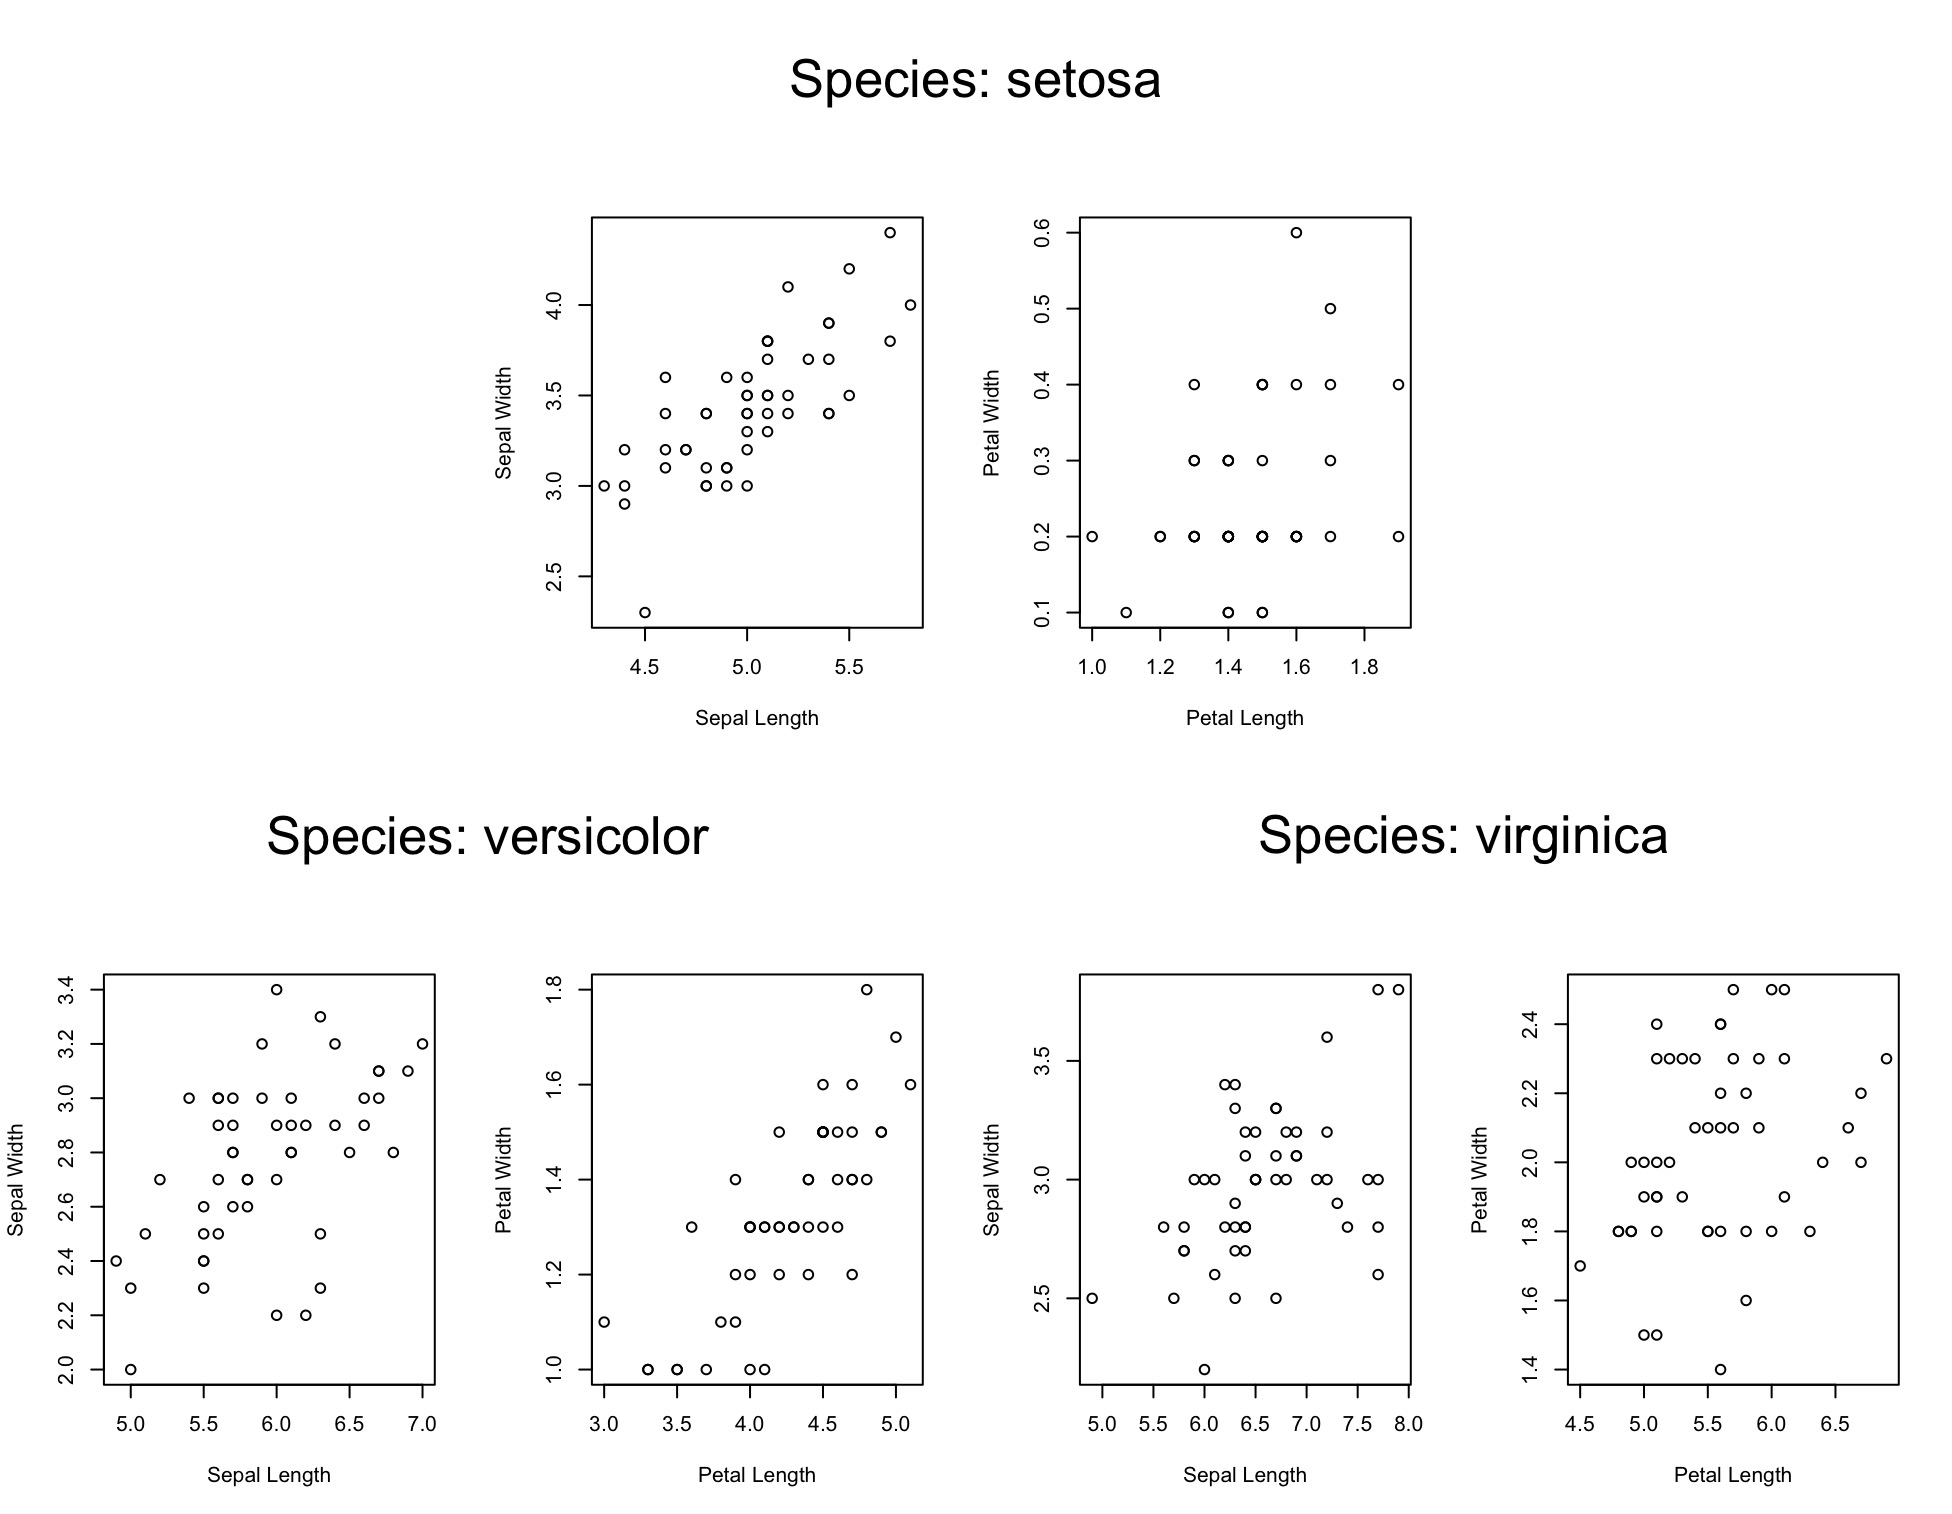 Species: setosa
4.0
3.5
3.0
2.5
Sepal Width
4.5 5.0 5.5
Sepal Length
0.6
0.5
0.4
0.3
0.2
0.1
Petal Width
1.0 1.2 1.4 1.6 1.8
Petal Length
Species: versicolor
3.4
3.2
3.0
2.8
2.6
2.4
2.2
2.0
Sepal Width
5.0 5.5 6.0 6.5 7.0
Sepal Length
1.8
1.6
1.4
1.2
1.0
Petal Width
3.0 3.5 4.0 4.5 5.0
Petal Length
Species: virginica
3.5
3.0
2.5
Sepal Width
5.0 5.5 6.0 6.5 7.0 7.5 8.0
Sepal Length
2.4
2.2
2.0
1.8
1.6
1.4
Petal Width
4.5 5.0 5.5 6.0 6.5
Petal Length